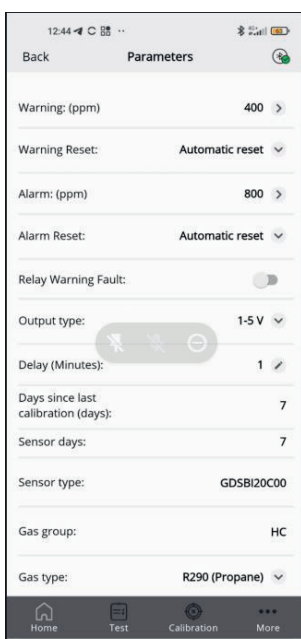 12:44
63
Back
Parameters
Warning: (ppm)
400
Warning Reset:
Automatic reset
Alarm: (ppm)
800
Alarm Reset:
Automatic reset
Relay Warning Fault:
Output type:
1-5 V
Delay (Minutes):
1
Days since last
calibration (days):
7
Sensor days:
7
Sensor type:
GDSBI20C00
Gas group:
HC
Gas type:
R290 (Propane)
Home
Test
Calibration
More